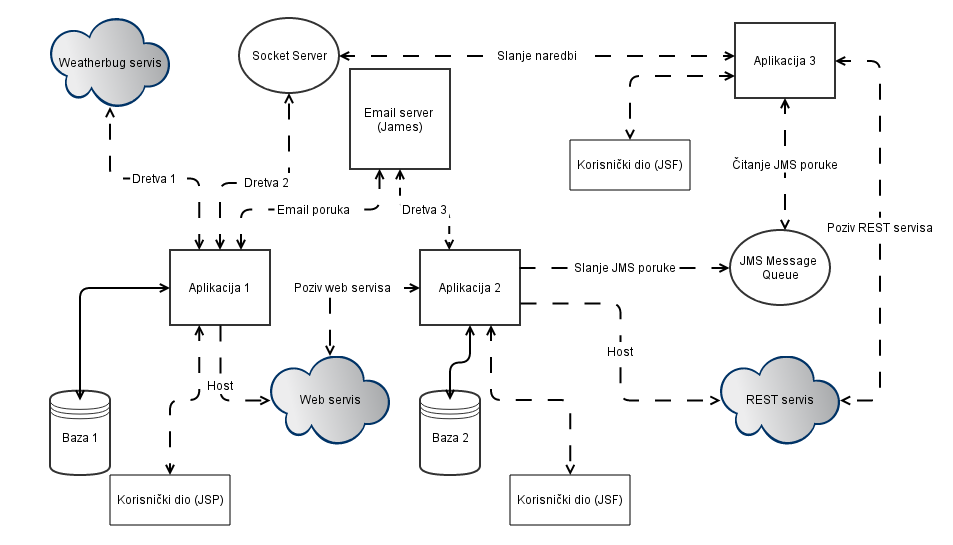 Weatherbug servis
Socket Server
Slanje naredbi
Aplikacija 3
Email server
(James)
Korisnički dio (JSF)
Čitanje JMS poruke
Dretva 1
Dretva 2
Email poruka
Dretva 3
Poziv REST servisa
Aplikacija 1
Poziv web servisa
Aplikacija 2
Slanje JMS poruke
JMS Message
Queue
Host
Host
Baza 1
Web servis
Baza 2
REST servis
Korisnički dio (JSP)
Korisnički dio (JSF)